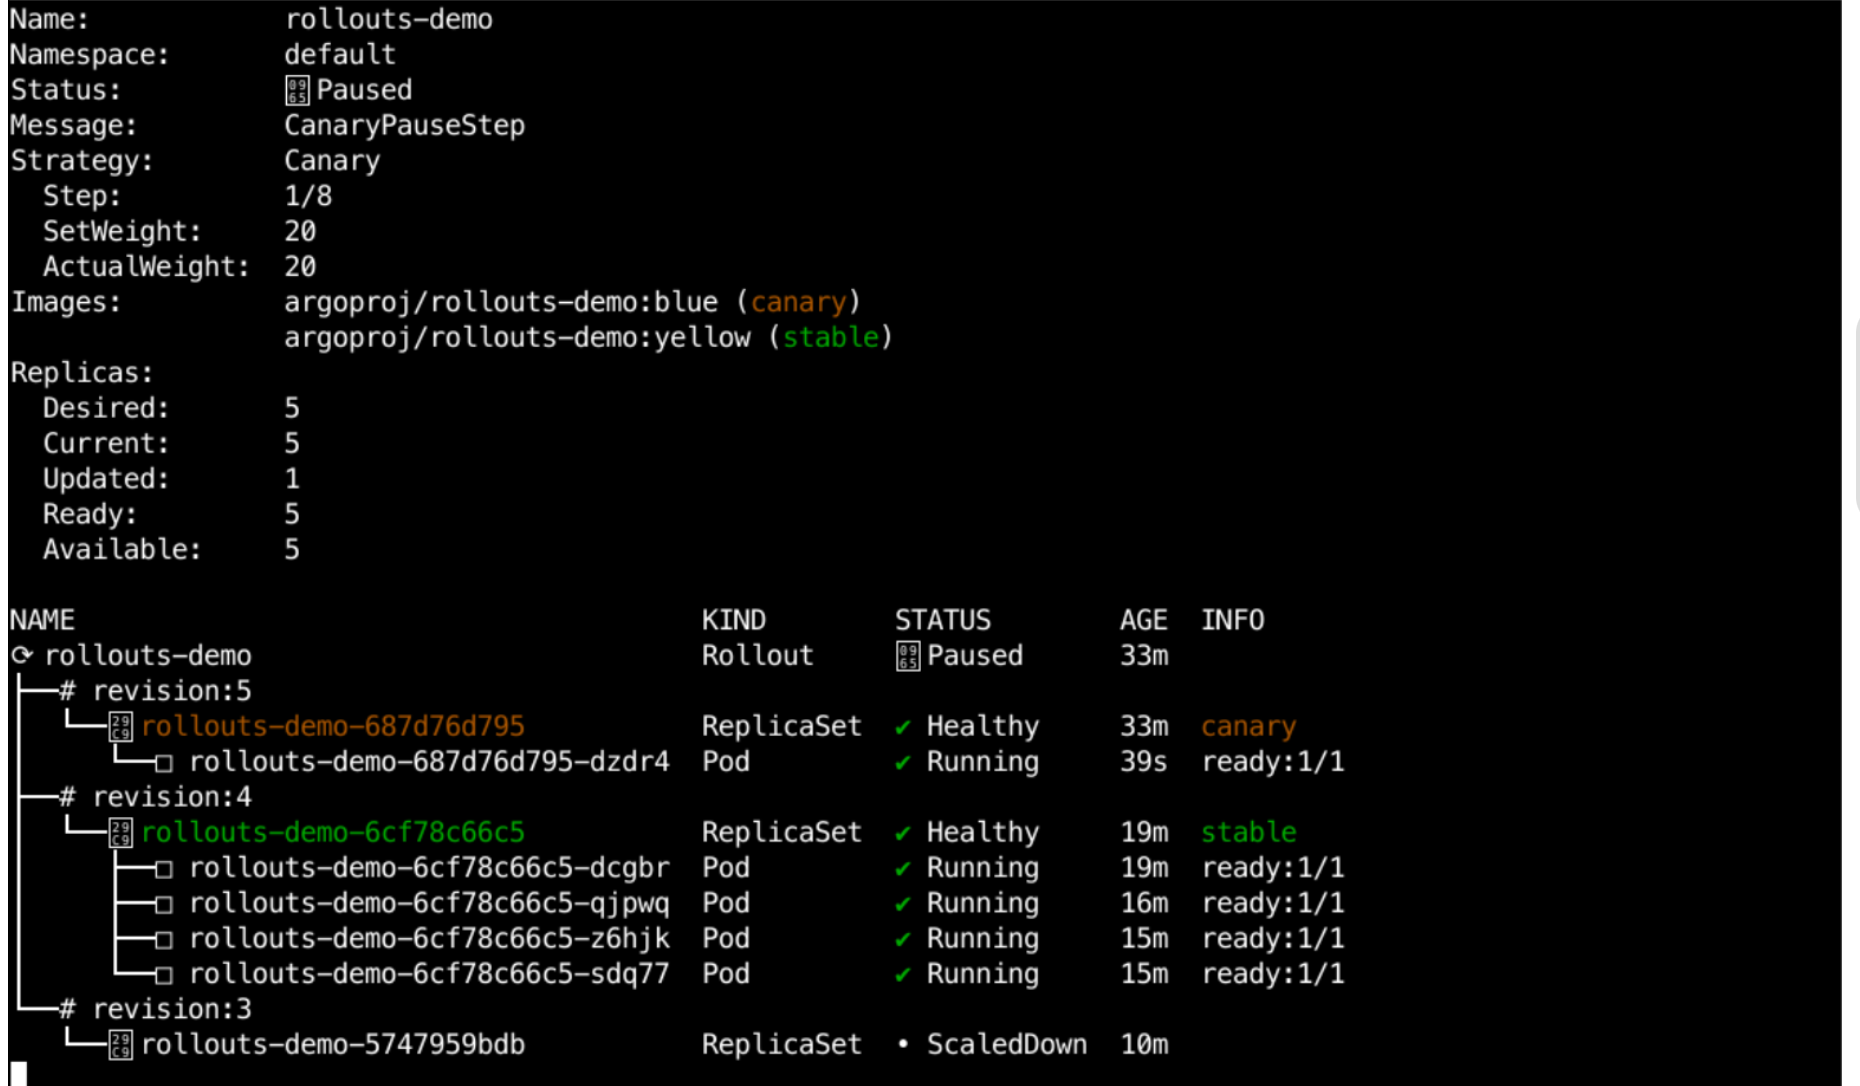 Name: rollouts-demo
Namespace: default
Status: Paused
Message: CanaryPauseStep
Strategy: Canary
Step: 1/8
SetWeight: 20
ActualWeight: 20
Images: argoproj/rollouts-demo:blue (canary)
argoproj/rollouts-demo:yellow (stable)
Replicas:
Desired: 5
Current: 5
Updated: 1
Ready: 5
Available: 5
NAME KIND STATUS AGE INFO
⟳ rollouts-demo Rollout Paused 33m
# revision:5
rollouts-demo-687d76d795 ReplicaSet ✔ Healthy 33m canary
□ rollouts-demo-687d76d795-dzdr4 Pod ✔ Running 39s ready:1/1
# revision:4
rollouts-demo-6cf78c66c5 ReplicaSet ✔ Healthy 19m stable
□ rollouts-demo-6cf78c66c5-dcgbr Pod ✔ Running 19m ready:1/1
□ rollouts-demo-6cf78c66c5-qjpwq Pod ✔ Running 16m ready:1/1
□ rollouts-demo-6cf78c66c5-z6hjk Pod ✔ Running 15m ready:1/1
□ rollouts-demo-6cf78c66c5-sdq77 Pod ✔ Running 15m ready:1/1
# revision:3
rollouts-demo-5747959bdb ReplicaSet • ScaledDown 10m